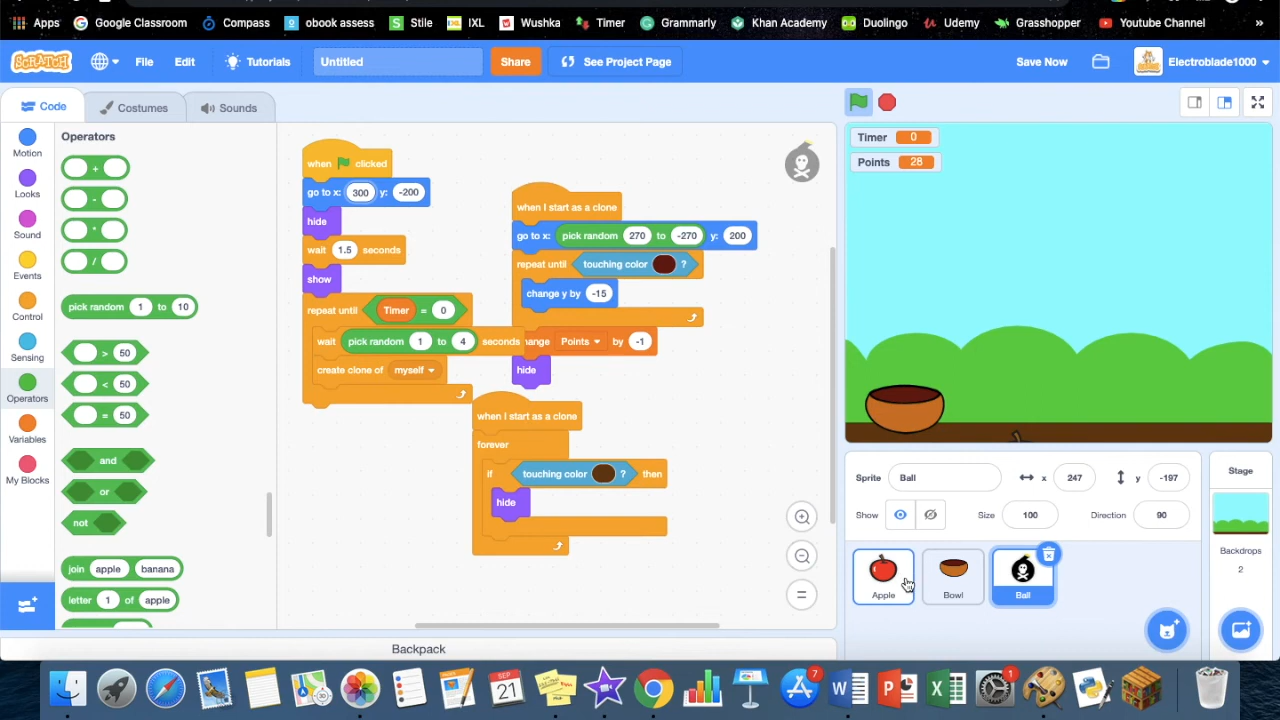 Apps Google Classroom Compass obook assess Stile IXL Wushka Timer Grammarly Khan Academy Duolingo Udemy Grasshopper Youtube Channel »
SCRATCH File Edit Tutorials Untitled Share See Project Page Save Now Electroblade1000
Code Costumes Sounds
Motion
Looks
Sound
Events
Control
Sensing
Operators
Variables
My Blocks
Operators
+
-
*
/
pick random 1 to 10
> 50
< 50
= 50
and
or
not
join apple banana
letter 1 of apple
when clicked
go to x: 300 y: -200
hide
wait 1.5 seconds
show
repeat until Timer = 0
wait pick random 1 to 4 seconds
create clone of myself
when I start as a clone
go to x: pick random 270 to -270 y: 200
repeat until touching color ?
change y by -15
ange Points by -1
hide
when I start as a clone
forever
if touching color ? then
hide
Backpack
Timer 0
Points 28
Sprite Ball x 247 y -197
Show Size 100 Direction 90
Apple Bowl Ball
Stage
Backdrops
2
SEP
21
7
1